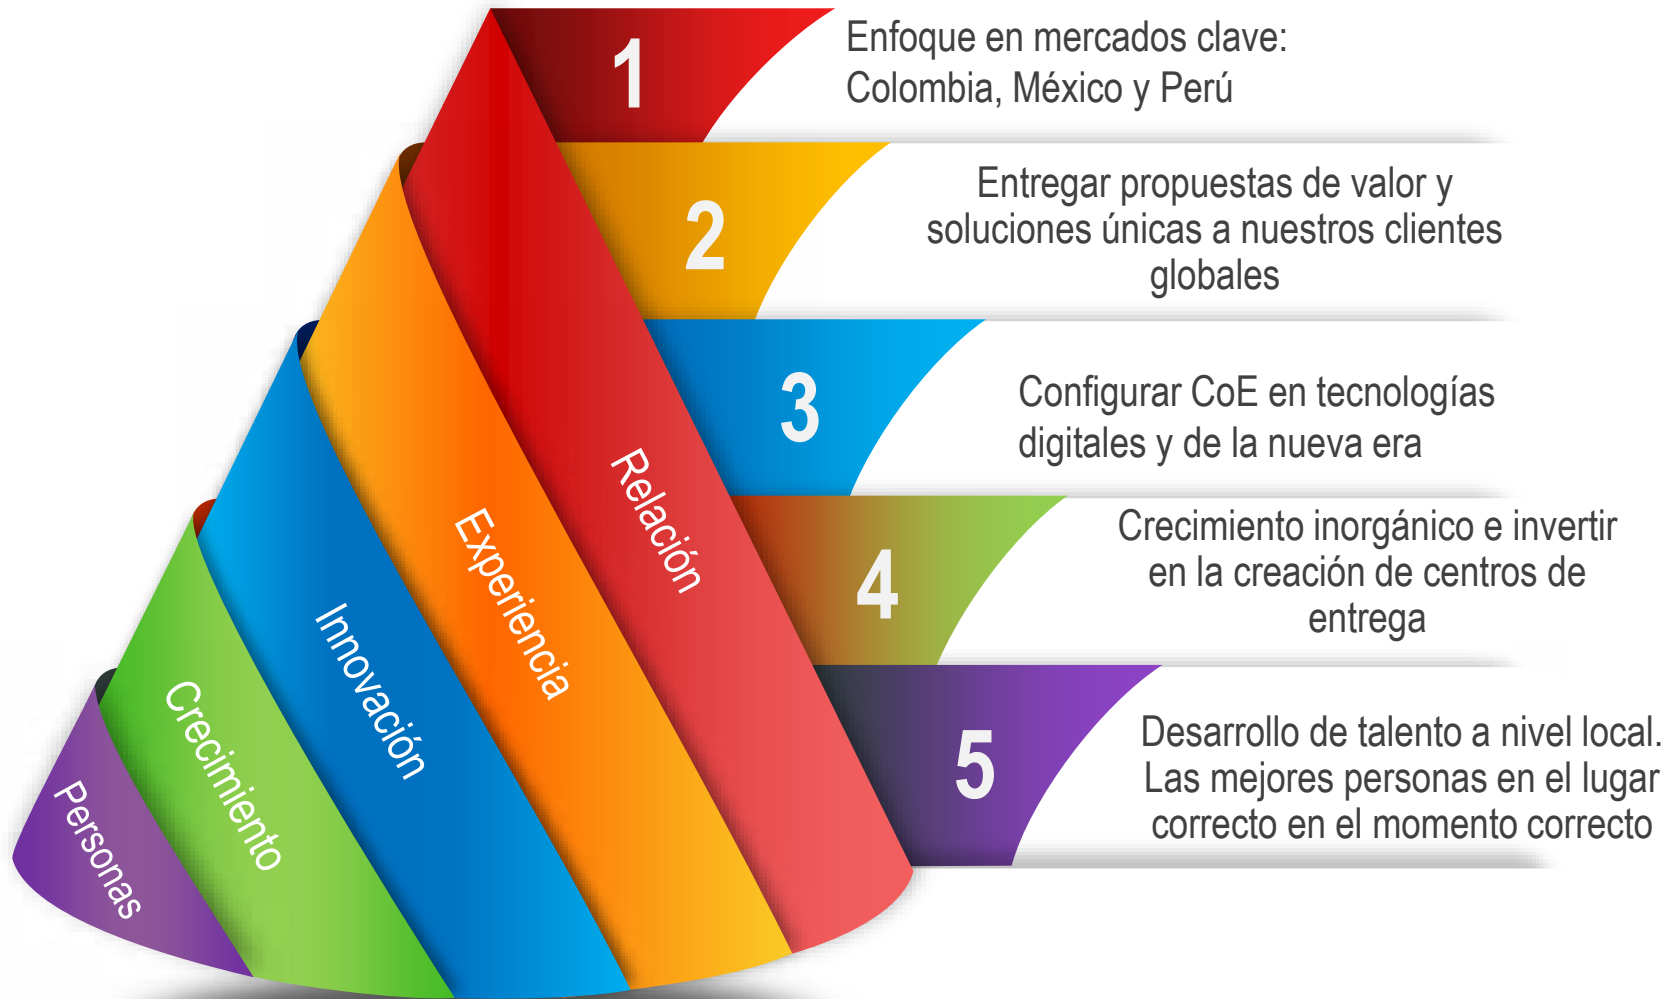 1
Enfoque en mercados clave:
Colombia, México y Perú
2
Entregar propuestas de valor y
soluciones únicas a nuestros clientes
globales
3
Configurar CoE en tecnologías
digitales y de la nueva era
4
Crecimiento inorgánico e invertir
en la creación de centros de
entrega
5
Desarrollo de talento a nivel local.
Las mejores personas en el lugar
correcto en el momento correcto
Relación
Experiencia
Innovación
Crecimiento
Personas